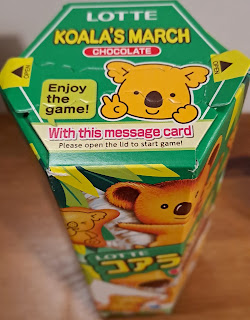 LOTTE
KOALA'S MARCH
CHOCOLATE
OPEN
Enjoy
the
game!
With this message card
Please open the lid to start game!
LOTTE
コアラ